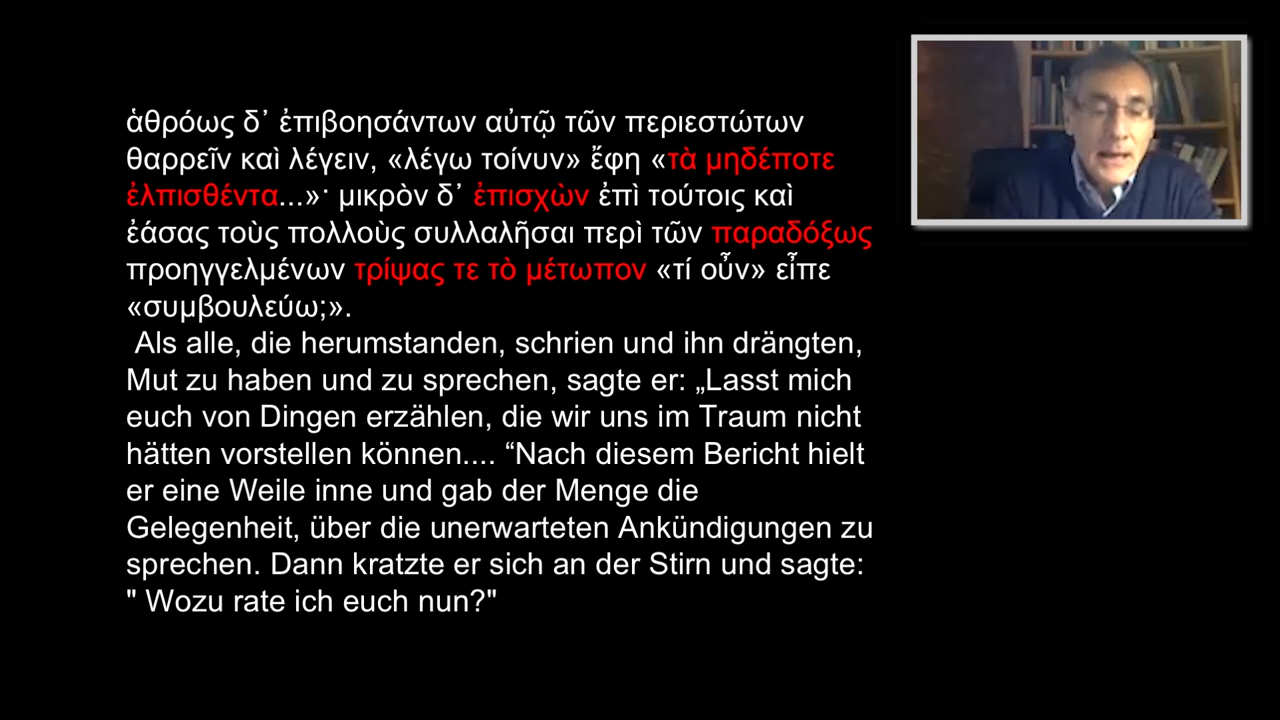 ἁθρόως δ᾽ ἐπιβοησάντων αὐτῷ τῶν περιεστώτων
θαρρεῖν καὶ λέγειν, «λέγω τοίνυν» ἔφη «τὰ μηδέποτε
ἐλπισθέντα...»· μικρὸν δ᾽ ἐπισχὼν ἐπὶ τούτοις καὶ
ἐάσας τοὺς πολλοὺς συλλαλῆσαι περὶ τῶν παραδόξως
προηγγελμένων τρίψας τε τὸ μέτωπον «τί οὖν» εἶπε
«συμβουλεύω;».
Als alle, die herumstanden, schrien und ihn drängten,
Mut zu haben und zu sprechen, sagte er: „Lasst mich
euch von Dingen erzählen, die wir uns im Traum nicht
hätten vorstellen können.... “Nach diesem Bericht hielt
er eine Weile inne und gab der Menge die
Gelegenheit, über die unerwarteten Ankündigungen zu
sprechen. Dann kratzte er sich an der Stirn und sagte:
" Wozu rate ich euch nun?"